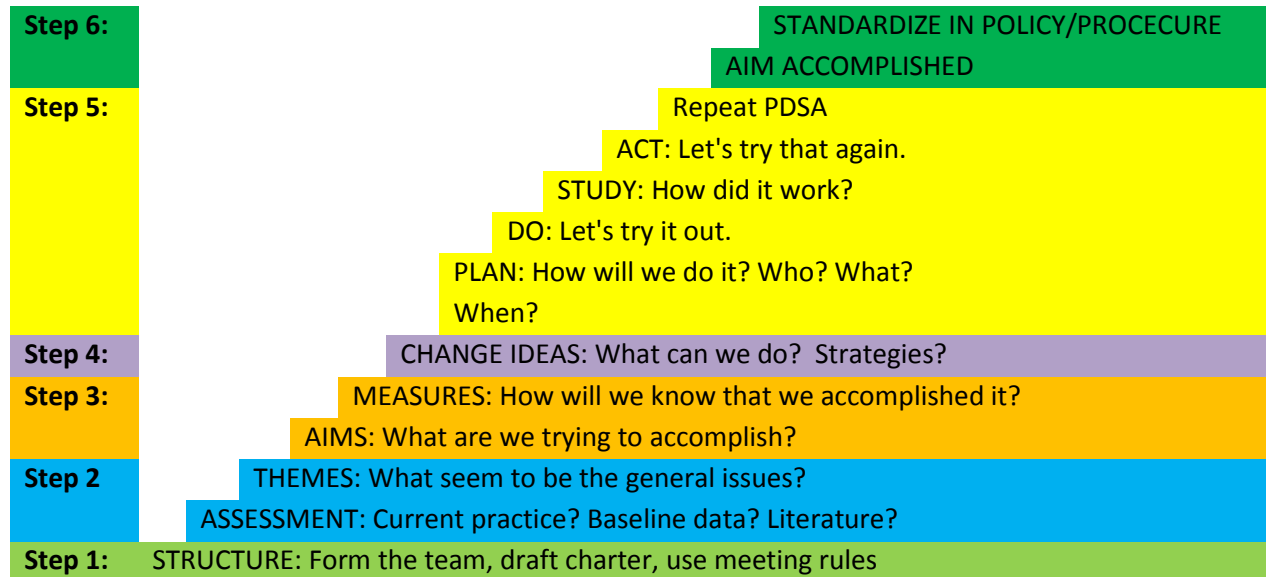 Step 6: STANDARDIZE IN POLICY/PROCECURE
AIM ACCOMPLISHED
Step 5: Repeat PDSA
ACT: Let's try that again.
STUDY: How did it work?
DO: Let's try it out.
PLAN: How will we do it? Who? What?
When?
Step 4: CHANGE IDEAS: What can we do?  Strategies?
Step 3: MEASURES: How will we know that we accomplished it?
AIMS: What are we trying to accomplish?
Step 2 THEMES: What seem to be the general issues?
ASSESSMENT: Current practice? Baseline data? Literature?
Step 1: STRUCTURE: Form the team, draft charter, use meeting rules